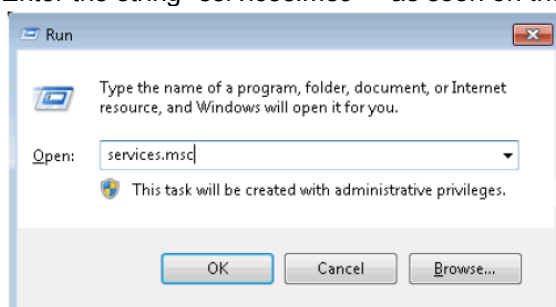 Enter the string "services.msc" as seen on
Run
Type the name of a program, folder, document, or Internet
resource, and Windows will open it for you.
Open: services.msc
This task will be created with administrative privileges.
OK Cancel Browse...